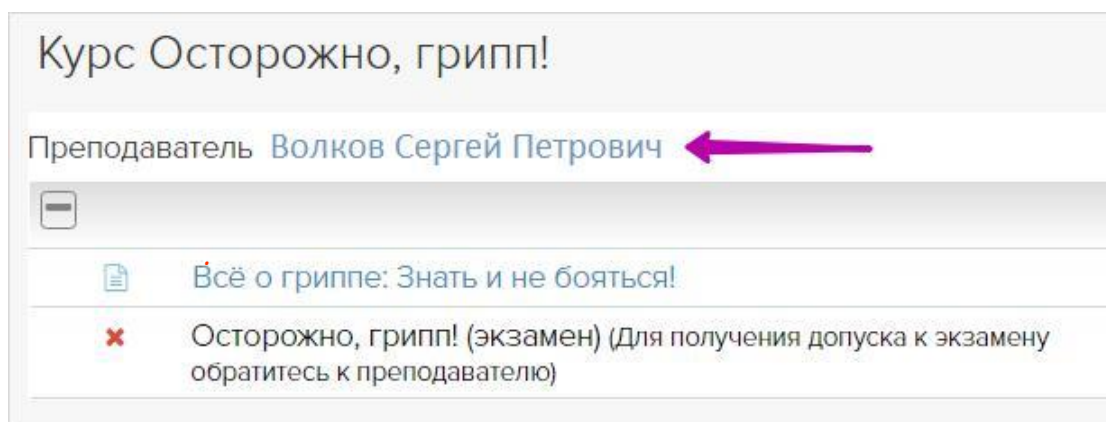 Курс Осторожно, грипп!
Преподаватель Волков Сергей Петрович
Всё о гриппе: Знать и не бояться!
Осторожно, грипп! (экзамен) (Для получения допуска к экзамену
обратитесь к преподавателю)